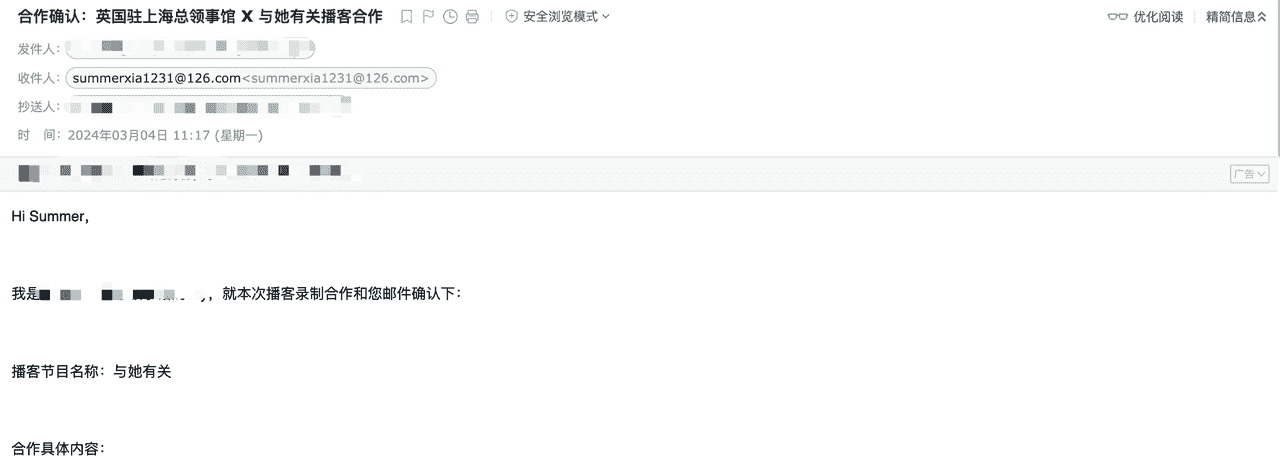 合作确认：英国驻上海总领事馆 X 与她有关播客合作 安全浏览模式 优化阅读 精简信息
发件人：
收件人：summerxia1231@126.com<summerxia1231@126.com>
抄送人：
时 间：2024年03月04日 11:17 (星期一)
广告
Hi Summer,
我是，就本次播客录制合作和您邮件确认下：
播客节目名称：与她有关
合作具体内容：